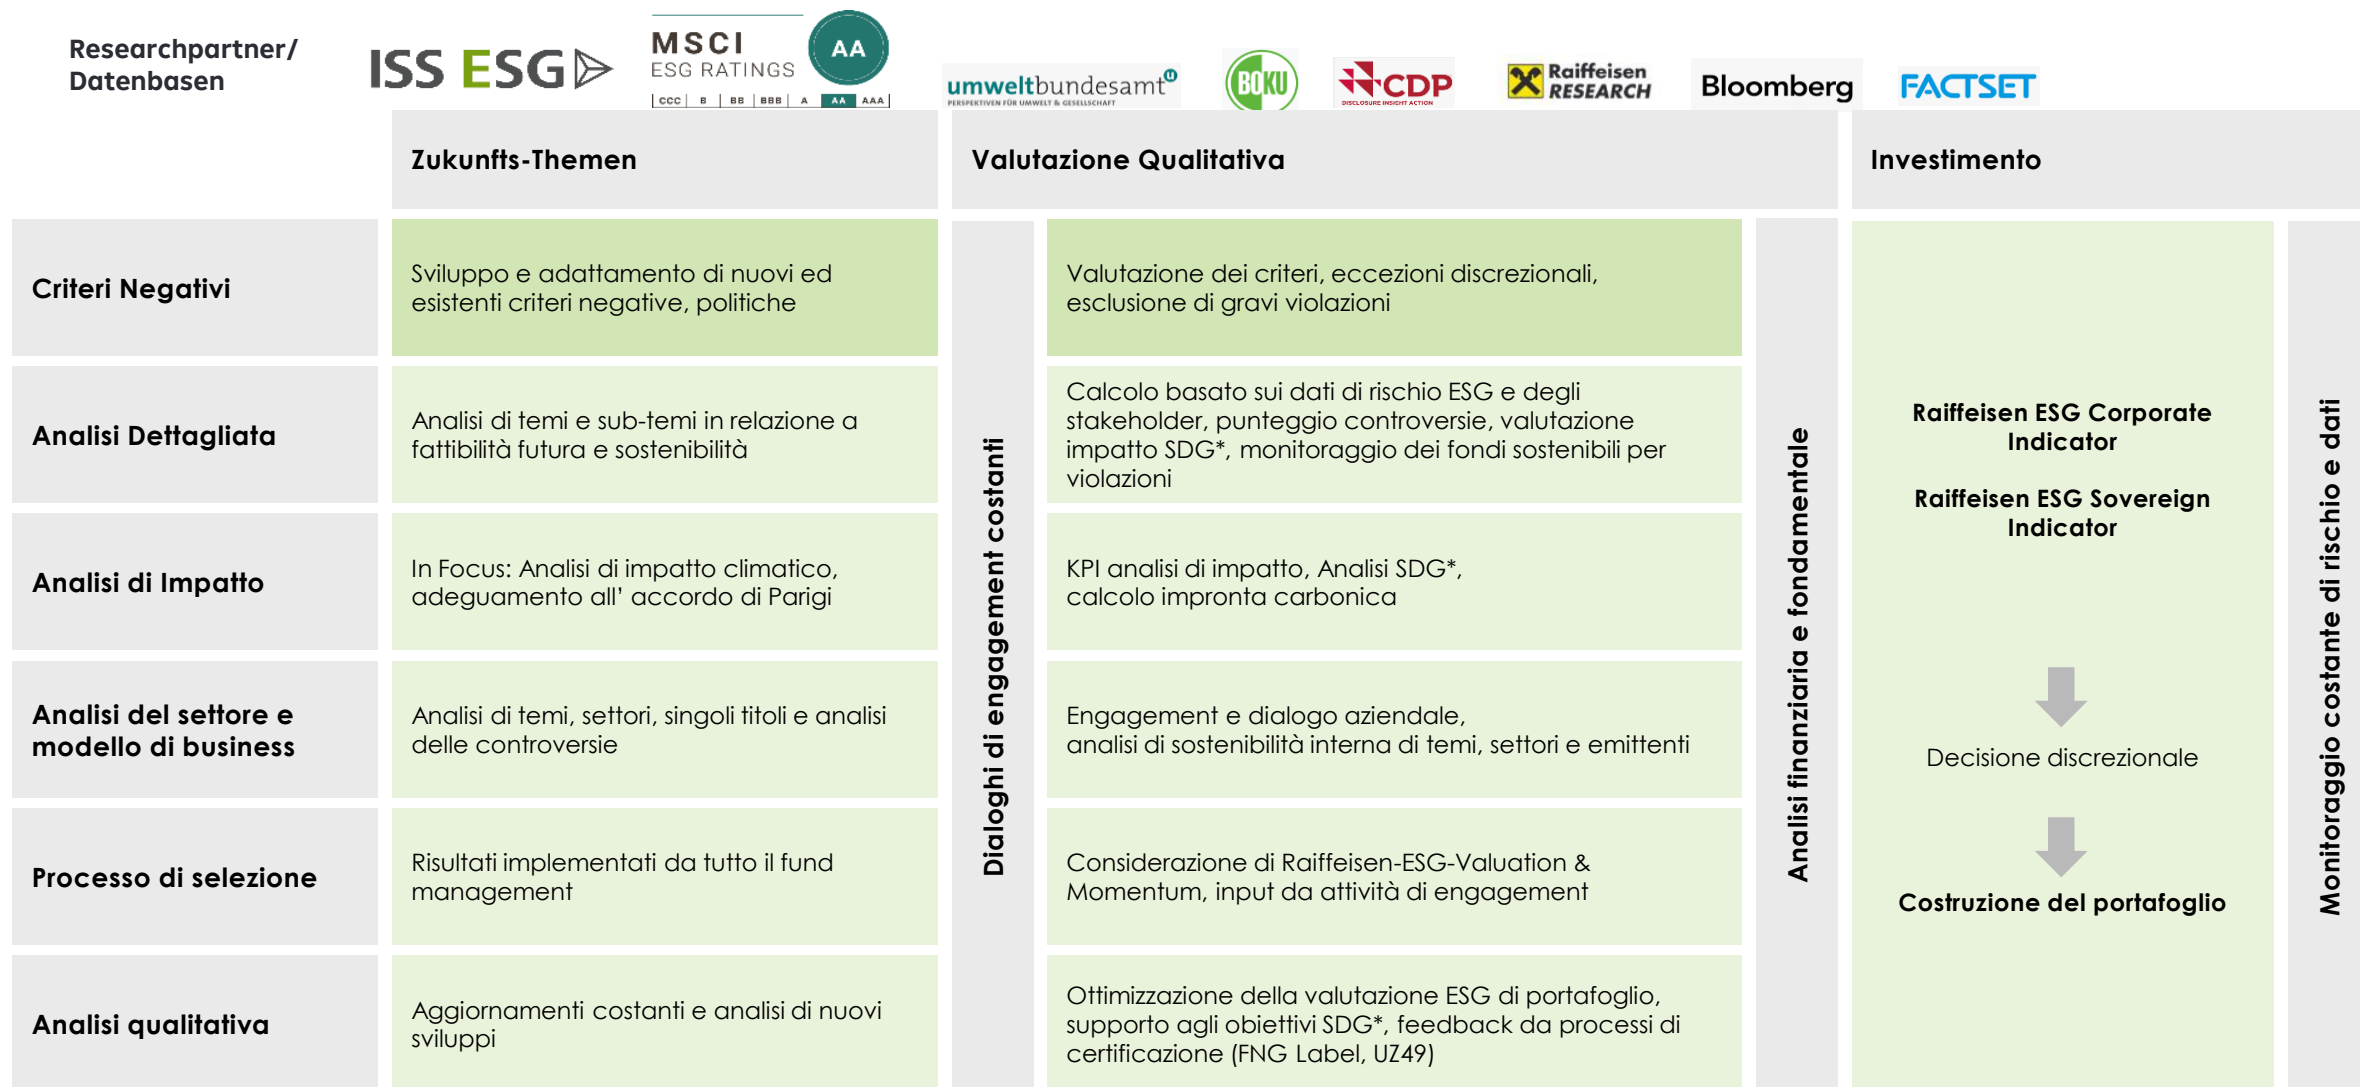 Researchpartner/
Datenbasen
ISS ESG
MSCI
ESG RATINGS
AA
CCC B BB BBB A AA AAA
umweltbundesamt
PERSPEKTIVEN FÜR UMWELT & GESELLSCHAFT
BOKU
CDP
DISCLOSURE INSIGHT ACTION
Raiffeisen
RESEARCH
Bloomberg
FACTSET
Zukunfts-Themen
Valutazione Qualitativa
Investimento
Criteri Negativi
Sviluppo e adattamento di nuovi ed
esistenti criteri negative, politiche
Valutazione dei criteri, eccezioni discrezionali,
esclusione di gravi violazioni
Analisi Dettagliata
Analisi di temi e sub-temi in relazione a
fattibilità futura e sostenibilità
Calcolo basato sui dati di rischio ESG e degli
stakeholder, punteggio controversie, valutazione
impatto SDG*, monitoraggio dei fondi sostenibili per
violazioni
Analisi di Impatto
In Focus: Analisi di impatto climatico,
adeguamento all' accordo di Parigi
KPI analisi di impatto, Analisi SDG*,
calcolo impronta carbonica
Analisi del settore e
modello di business
Analisi di temi, settori, singoli titoli e analisi
delle controversie
Engagement e dialogo aziendale,
analisi di sostenibilità interna di temi, settori e emittenti
Processo di selezione
Risultati implementati da tutto il fund
management
Considerazione di Raiffeisen-ESG-Valuation &
Momentum, input da attività di engagement
Analisi qualitativa
Aggiornamenti costanti e analisi di nuovi
sviluppi
Ottimizzazione della valutazione ESG di portafoglio,
supporto agli obiettivi SDG*, feedback da processi di
certificazione (FNG Label, UZ49)
Dialoghi di engagement costanti
Analisi finanziaria e fondamentale
Raiffeisen ESG Corporate
Indicator
Raiffeisen ESG Sovereign
Indicator
Decisione discrezionale
Costruzione del portafoglio
Monitoraggio costante di rischio e dati